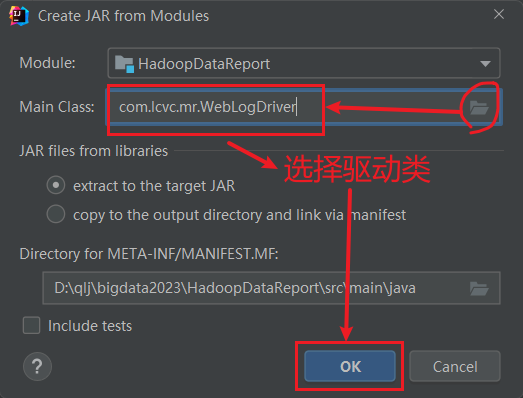 Create JAR from Modules
Module: HadoopDataReport
Main Class: com.lcvc.mr.WebLogDriver
选择驱动类
JAR files from libraries
extract to the target JAR
copy to the output directory and link via manifest
Directory for META-INF/MANIFEST.MF:
D:\qlj\bigdata2023\HadoopDataReport\src\main\java
Include tests
? OK Cancel